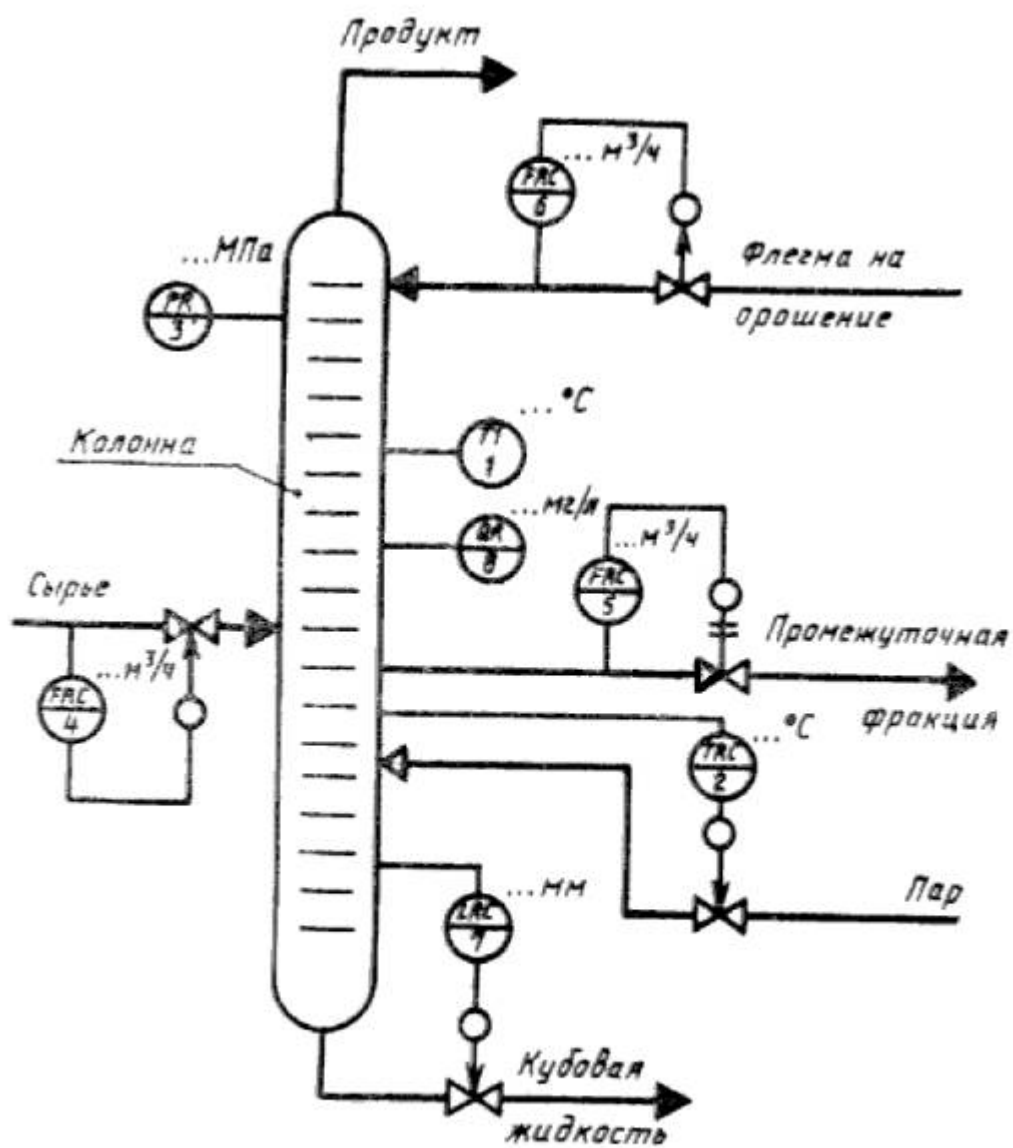 Продукт
... м³/ч
FRC
6
...МПа
Флегма на
орошение
PR
3
... °C
Колонна
TI
1
...мг/л
QR
8
...м³/ч
FRC
5
Сырье
Промежуточная
фракция
...м³/ч
FRC
4
... °C
TRC
2
...мм
Пар
LRC
7
Кубовая
жидкость